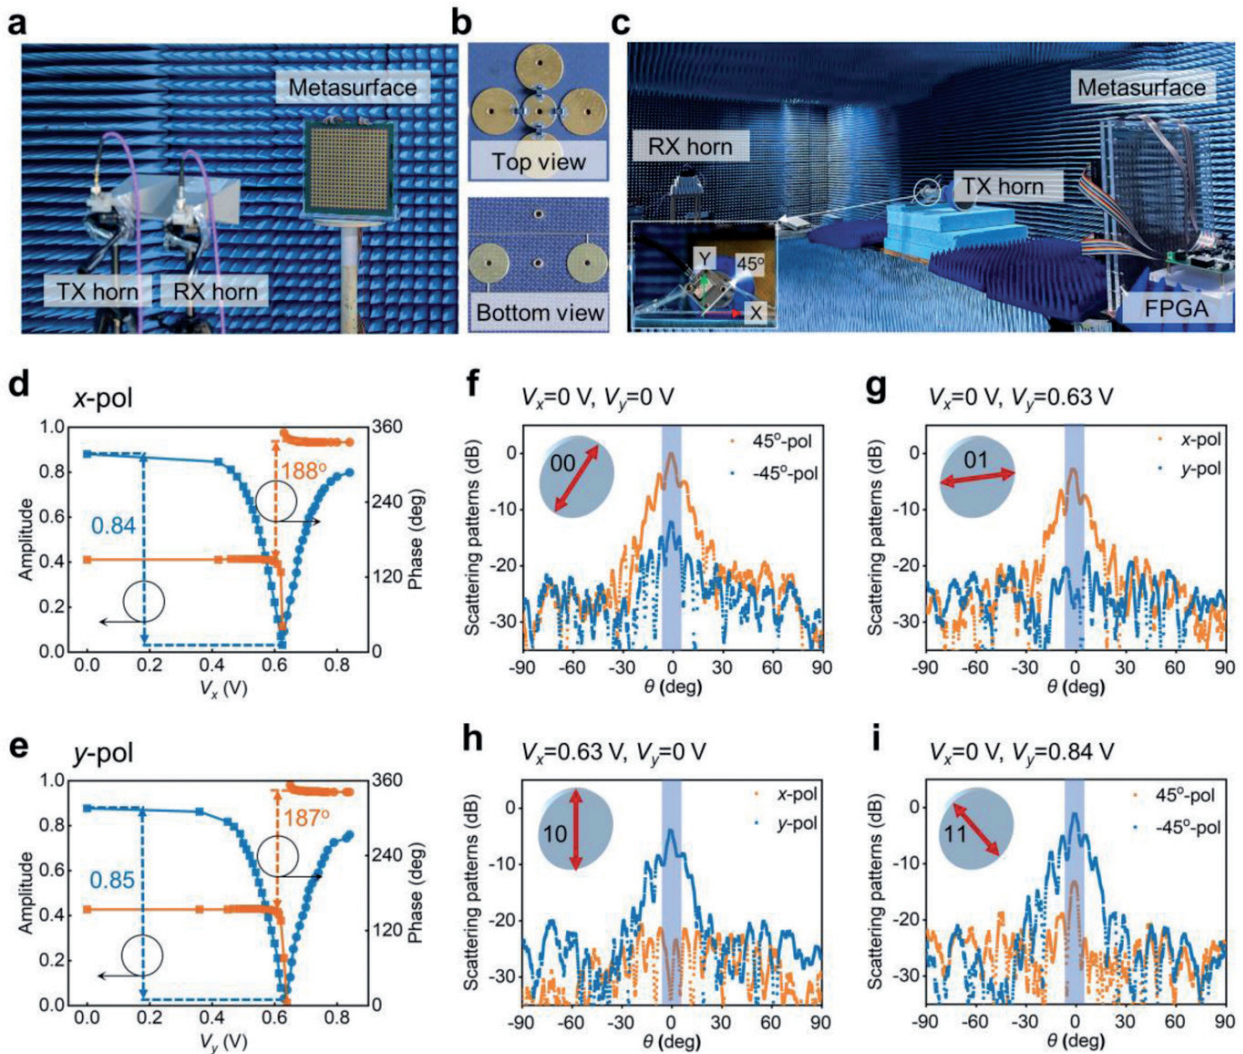 a
Metasurface
TX horn
RX horn
b
Top view
Bottom view
c
RX horn
Metasurface
TX horn
Y
45°
X
FPGA
d
x-pol
1.0
0.8
0.6
0.4
0.2
0.0
Amplitude
360
240
120
0
Phase (deg)
188°
0.84
0.0 0.2 0.4 0.6 0.8
Vx (V)
e
y-pol
1.0
0.8
0.6
0.4
0.2
0.0
Amplitude
360
240
120
0
Phase (deg)
187°
0.85
0.0 0.2 0.4 0.6 0.8
Vy (V)
f
Vx=0 V, Vy=0 V
0
-10
-20
-30
Scattering patterns (dB)
00
45°-pol
-45°-pol
-90 -60 -30 0 30 60 90
θ (deg)
g
Vx=0 V, Vy=0.63 V
0
-10
-20
-30
Scattering patterns (dB)
01
x-pol
y-pol
-90 -60 -30 0 30 60 90
θ (deg)
h
Vx=0.63 V, Vy=0 V
0
-10
-20
-30
Scattering patterns (dB)
10
x-pol
y-pol
-90 -60 -30 0 30 60 90
θ (deg)
i
Vx=0 V, Vy=0.84 V
0
-10
-20
-30
Scattering patterns (dB)
11
45°-pol
-45°-pol
-90 -60 -30 0 30 60 90
θ (deg)